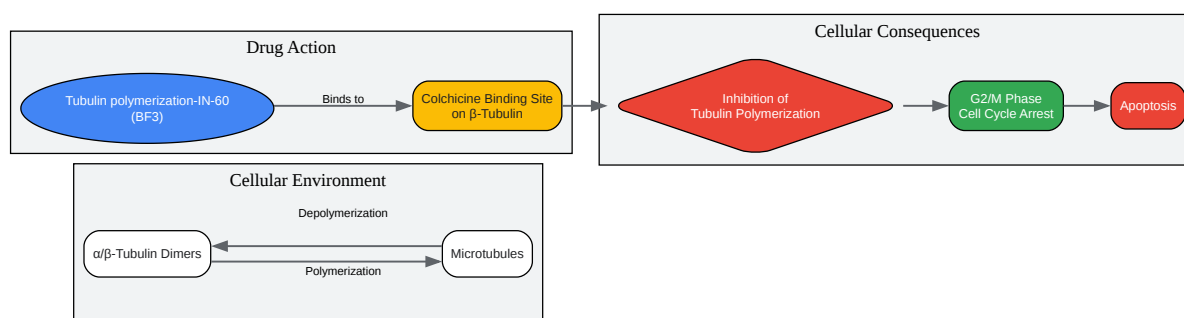 Drug Action
Tubulin polymerization-IN-60
(BF3)
Binds to
Colchicine Binding Site
on β-Tubulin
Cellular Consequences
Inhibition of
Tubulin Polymerization
G2/M Phase
Cell Cycle Arrest
Apoptosis
Cellular Environment
Depolymerization
α/β-Tubulin Dimers
Microtubules
Polymerization